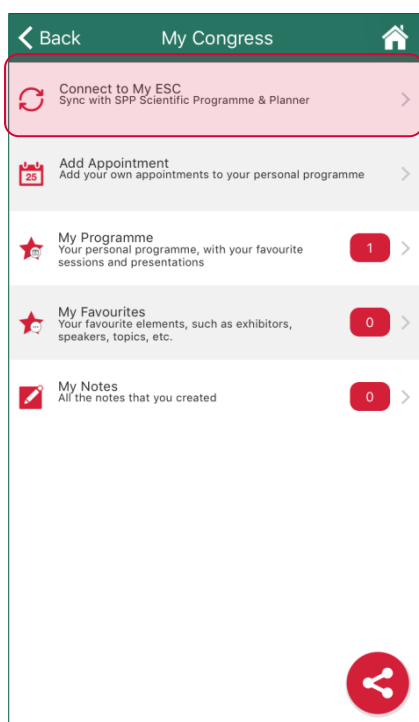 Back
My Congress
Connect to My ESC
Sync with SPP Scientific Programme & Planner
Add Appointment
Add your own appointments to your personal programme
25
My Programme
Your personal programme, with your favourite
sessions and presentations
1
My Favourites
Your favourite elements, such as exhibitors,
speakers, topics, etc.
0
My Notes
All the notes that you created
0